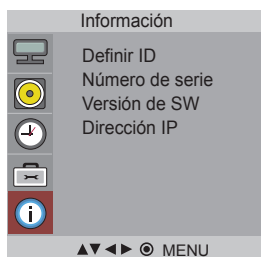 Información
Definir ID
Número de serie
Versión de SW
Dirección IP
▲▼◄► ◉ MENU